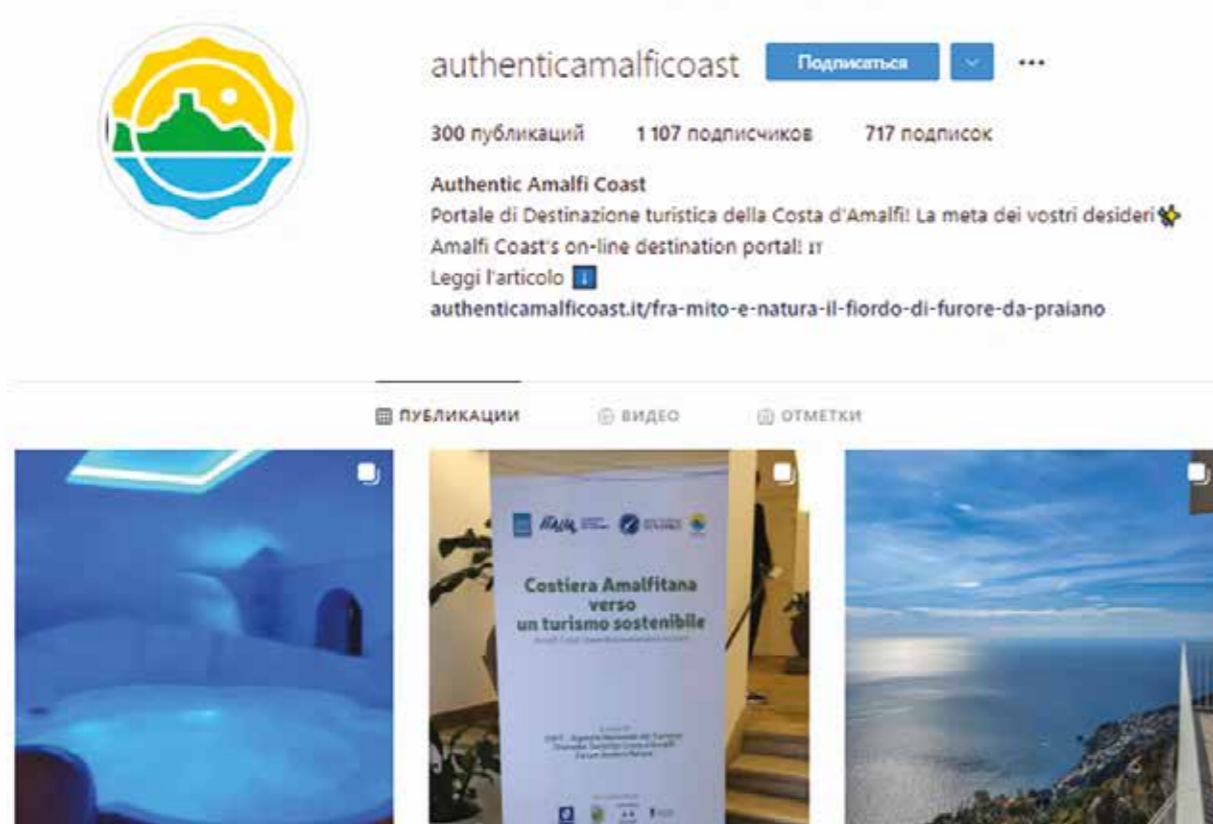 authenticamalficoast Подписаться
300 публикаций 1 107 подписчиков 717 подписок
Authentic Amalfi Coast
Portale di Destinazione turistica della Costa d'Amalfi! La meta dei vostri desideri
Amalfi Coast's on-line destination portal! IT
Leggi l'articolo
authenticamalficoast.it/fra-mito-e-natura-il-fiordo-di-furore-da-praiano
ПУБЛИКАЦИИ ВИДЕО ОТМЕТКИ
ITALIA
Costiera Amalfitana
verso
un turismo sostenibile